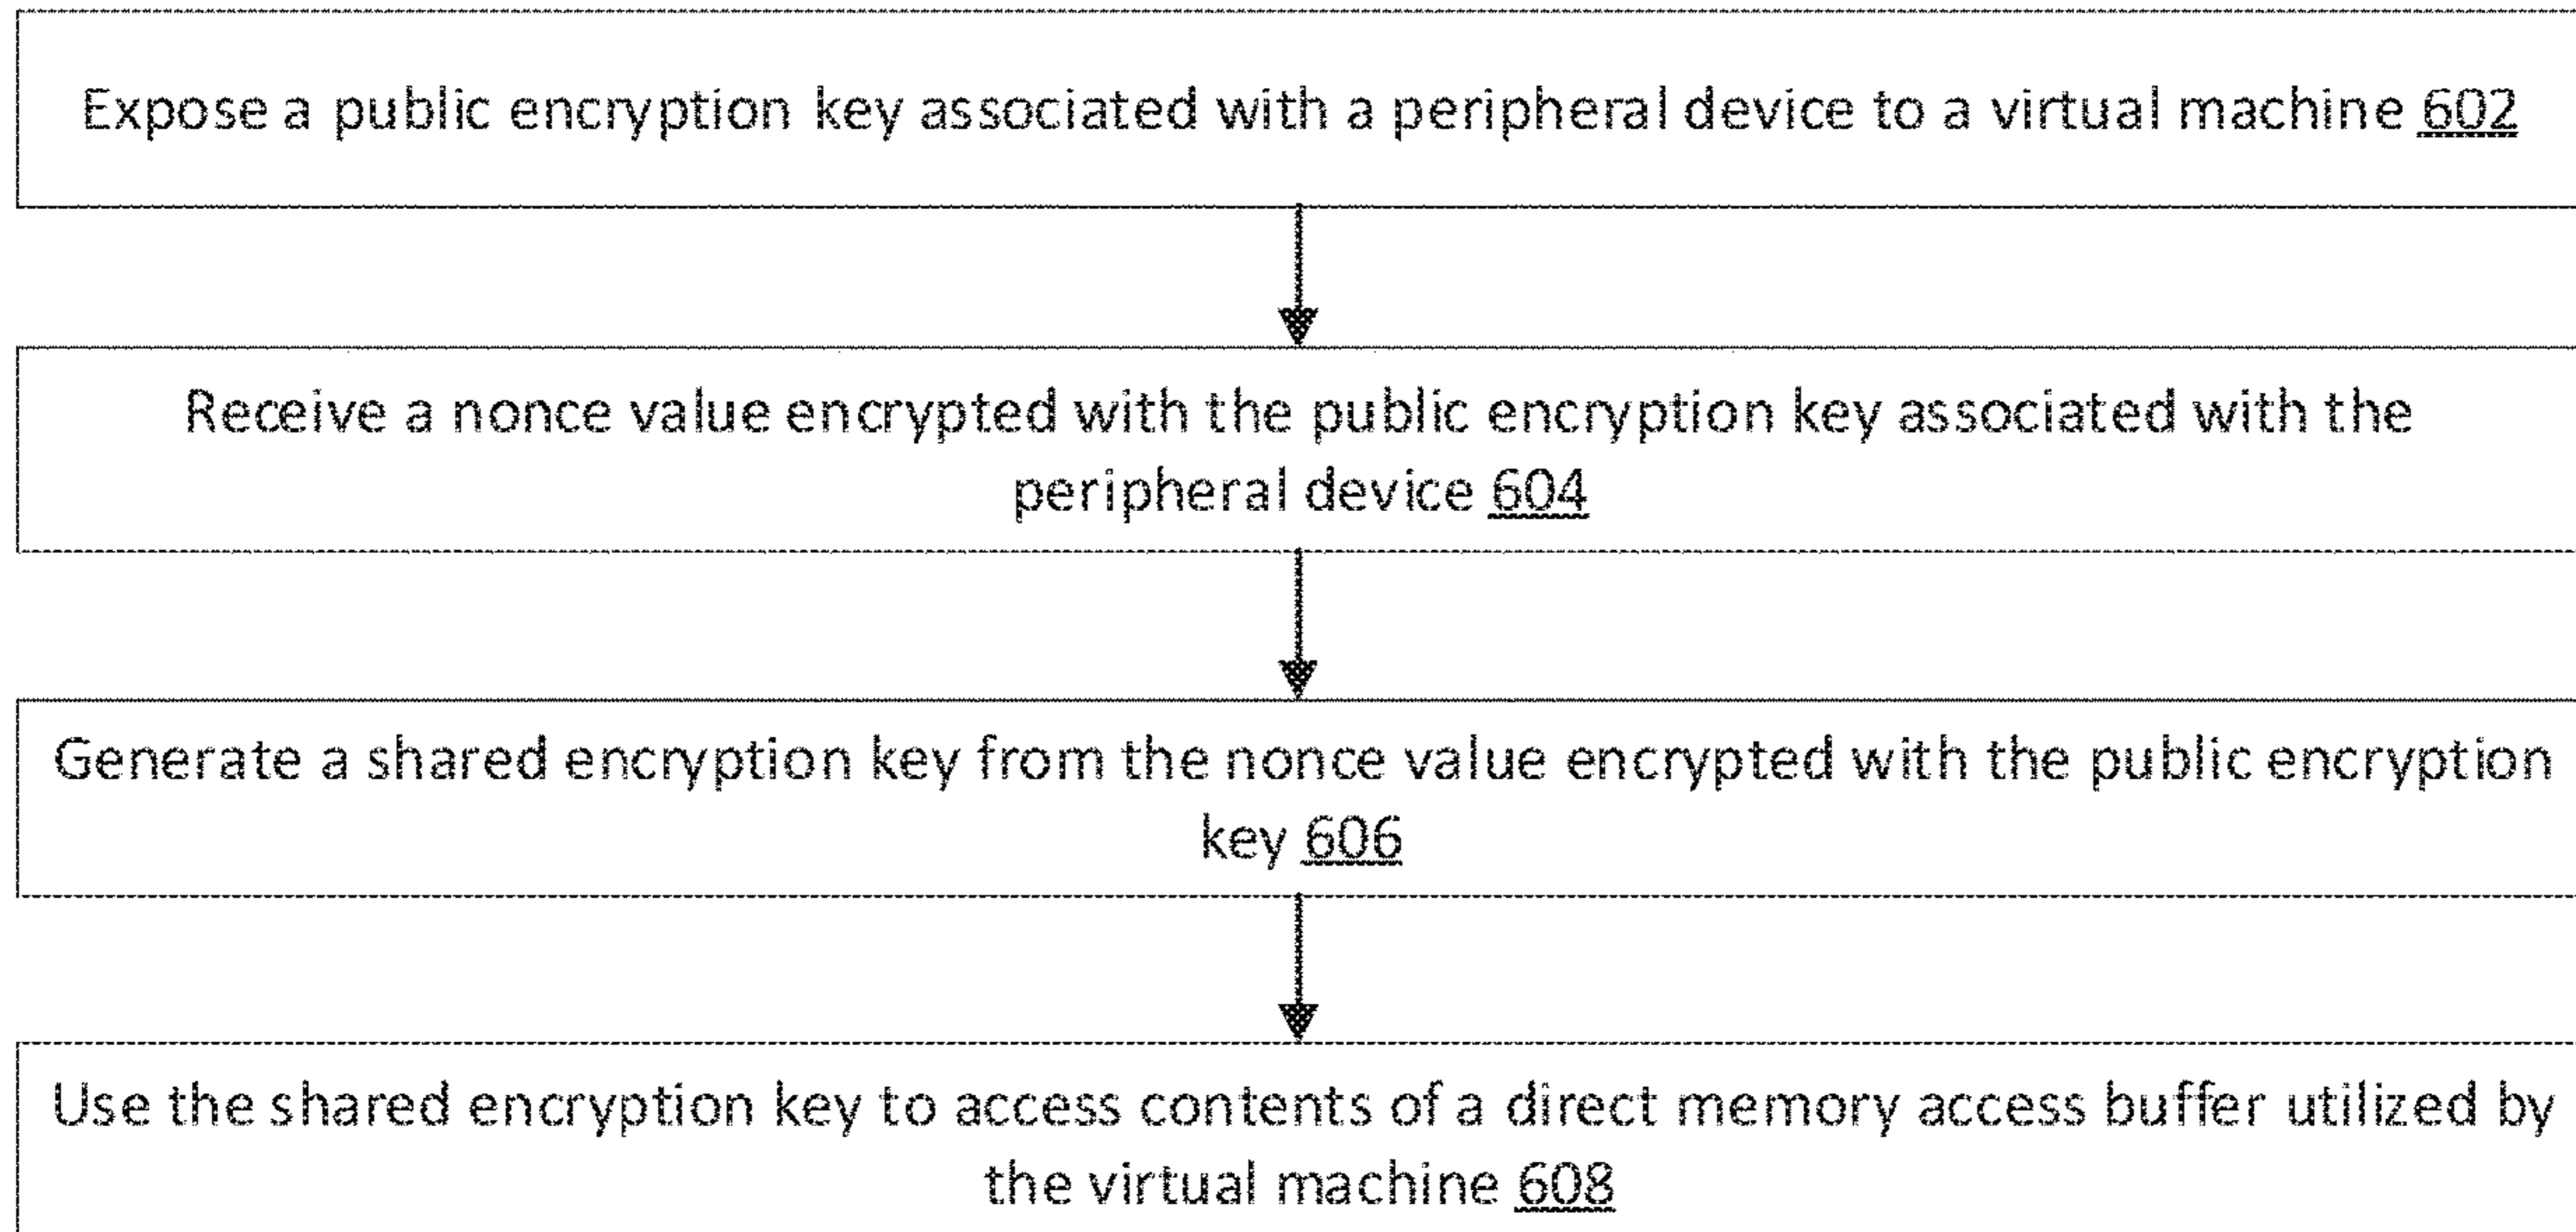 Expose a public encryption key associated with a peripheral device to a virtual machine 602
Receive a nonce value encrypted with the public encryption key associated with the
peripheral device 604
Generate a shared encryption key from the nonce value encrypted with the public encryption
key 606
Use the shared encryption key to access contents of a direct memory access buffer utilized by
the virtual machine 608